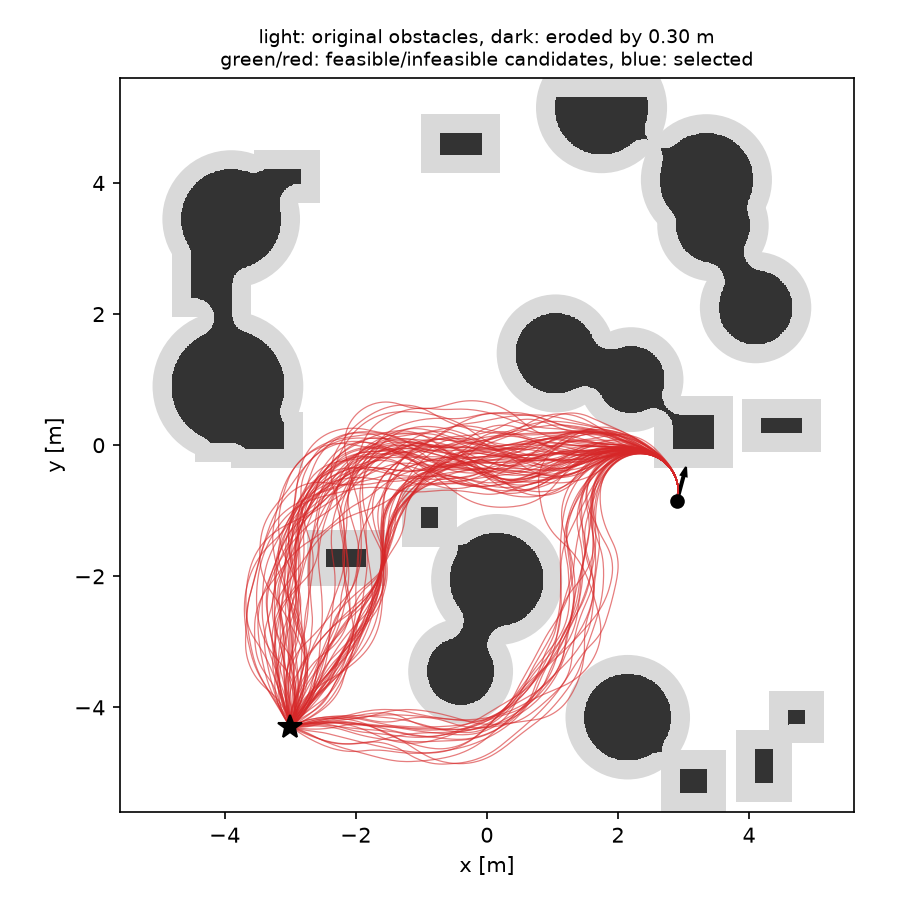 light: original obstacles, dark: eroded by 0.30 m
green/red: feasible/infeasible candidates, blue: selected
4
2
0
−2
−4
y [m]
−4
−2
0
2
4
x [m]